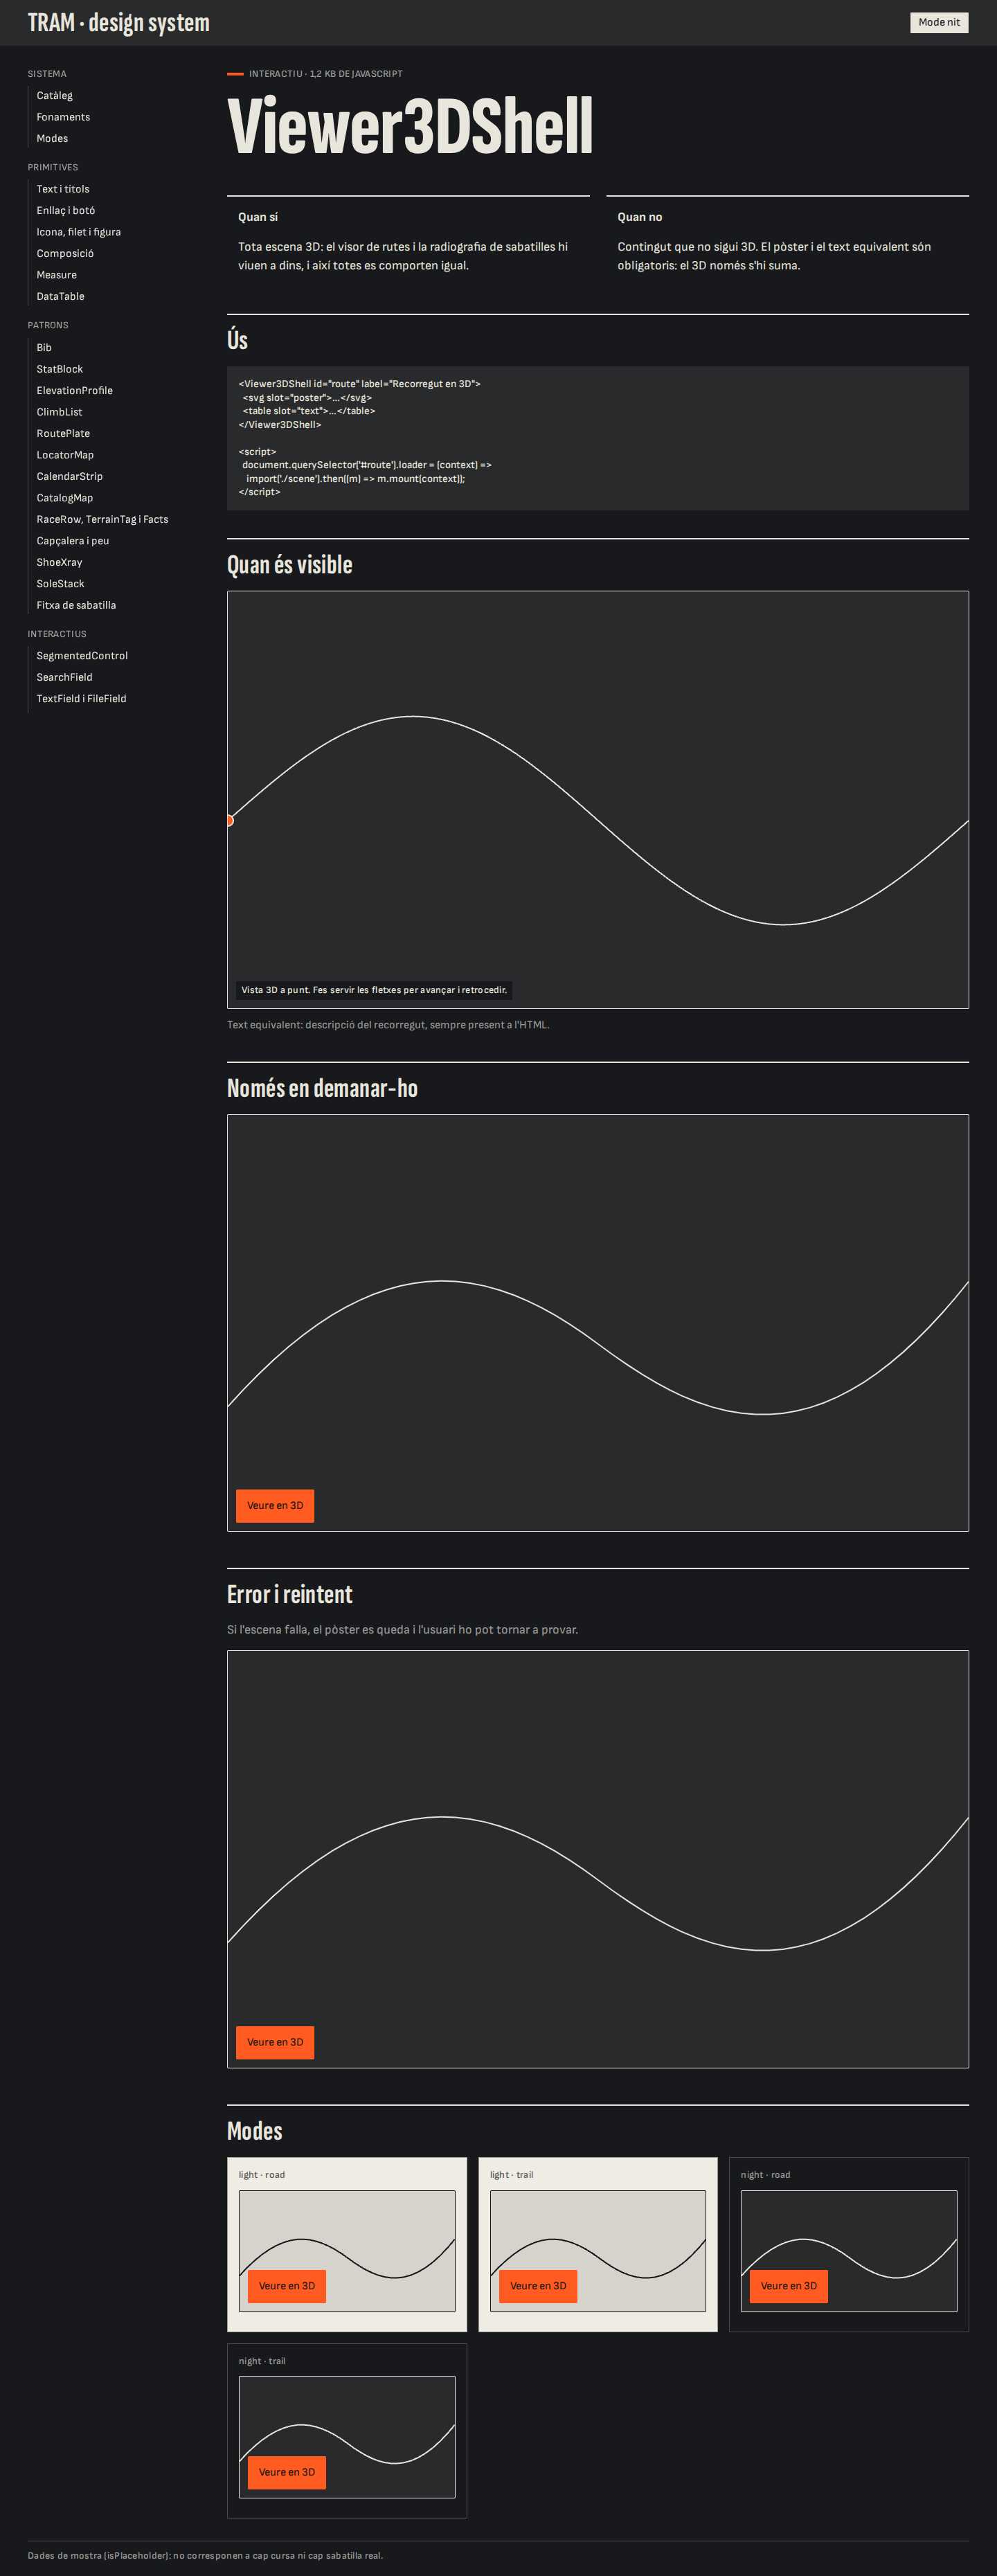 TRAM · design system
Mode nit
SISTEMA
Catàleg
Fonaments
Modes
PRIMITIVES
Text i títols
Enllaç i botó
Icona, filet i figura
Composició
Measure
DataTable
PATRONS
Bib
StatBlock
ElevationProfile
ClimbList
RoutePlate
LocatorMap
CalendarStrip
CatalogMap
RaceRow, TerrainTag i Facts
Capçalera i peu
ShoeXray
SoleStack
Fitxa de sabatilla
INTERACTIUS
SegmentedControl
SearchField
TextField i FileField
INTERACTIU · 1,2 KB DE JAVASCRIPT
Viewer3DShell
Quan sí
Tota escena 3D: el visor de rutes i la radiografia de sabatilles hi
viuen a dins, i així totes es comporten igual.
Quan no
Contingut que no sigui 3D. El pòster i el text equivalent són
obligatoris: el 3D només s'hi suma.
Ús
<Viewer3DShell id="route" label="Recorregut en 3D">
<svg slot="poster">…</svg>
<table slot="text">…</table>
</Viewer3DShell>
<script>
document.querySelector('#route').loader = (context) =>
import('./scene').then((m) => m.mount(context));
</script>
Quan és visible
Vista 3D a punt. Fes servir les fletxes per avançar i retrocedir.
Text equivalent: descripció del recorregut, sempre present a l'HTML.
Només en demanar-ho
Veure en 3D
Error i reintent
Si l'escena falla, el pòster es queda i l'usuari ho pot tornar a provar.
Veure en 3D
Modes
light · road
Veure en 3D
light · trail
Veure en 3D
night · road
Veure en 3D
night · trail
Veure en 3D
Dades de mostra (isPlaceholder): no corresponen a cap cursa ni cap sabatilla real.